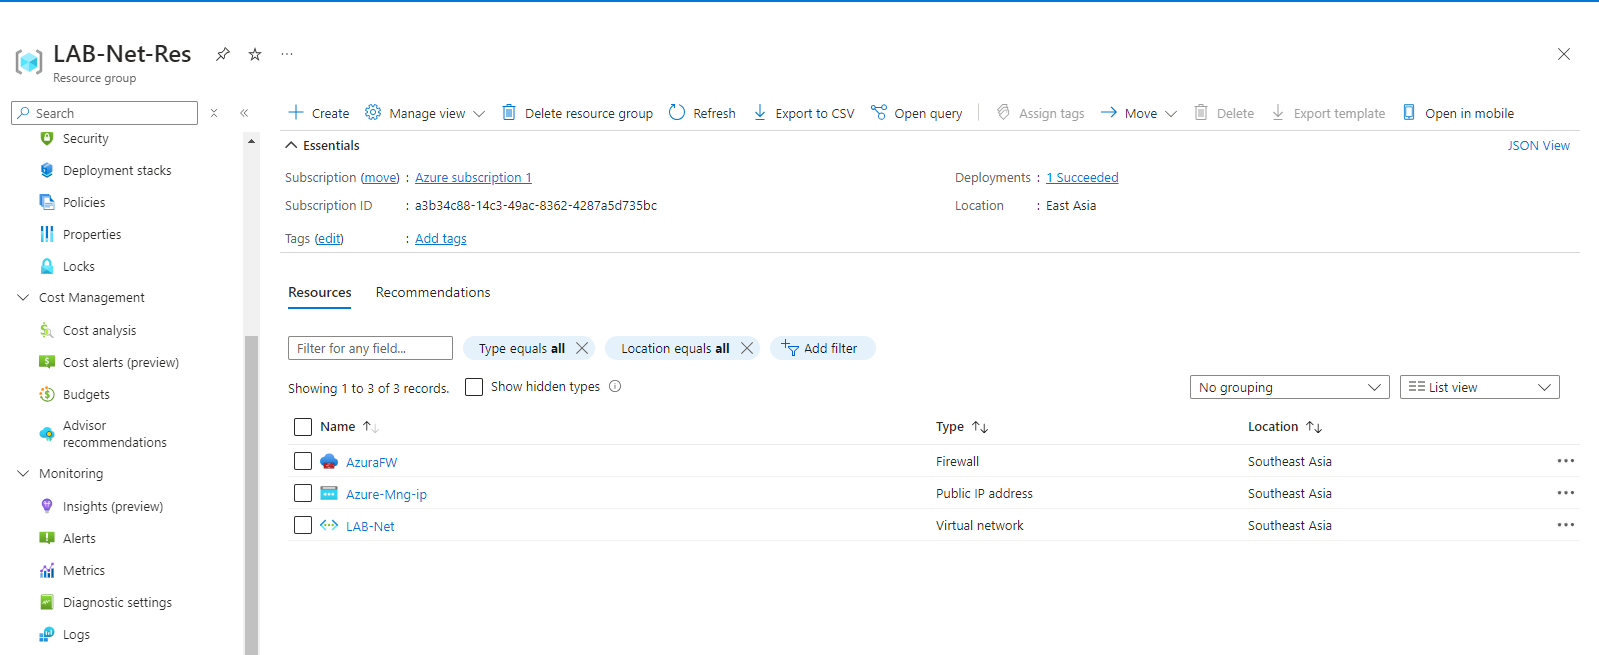 LAB-Net-Res
Resource group
Search
Security
Deployment stacks
Policies
Properties
Locks
Cost Management
Cost analysis
Cost alerts (preview)
Budgets
Advisor
recommendations
Monitoring
Insights (preview)
Alerts
Metrics
Diagnostic settings
Logs
Create Manage view Delete resource group Refresh Export to CSV Open query Assign tags Move Delete Export template Open in mobile
Essentials JSON View
Subscription (move) : Azure subscription 1 Deployments : 1 Succeeded
Subscription ID : a3b34c88-14c3-49ac-8362-4287a5d735bc Location : East Asia
Tags (edit) : Add tags
Resources Recommendations
Filter for any field... Type equals all Location equals all Add filter
Showing 1 to 3 of 3 records. Show hidden types No grouping List view
Name Type Location
AzuraFW Firewall Southeast Asia
Azure-Mng-ip Public IP address Southeast Asia
LAB-Net Virtual network Southeast Asia